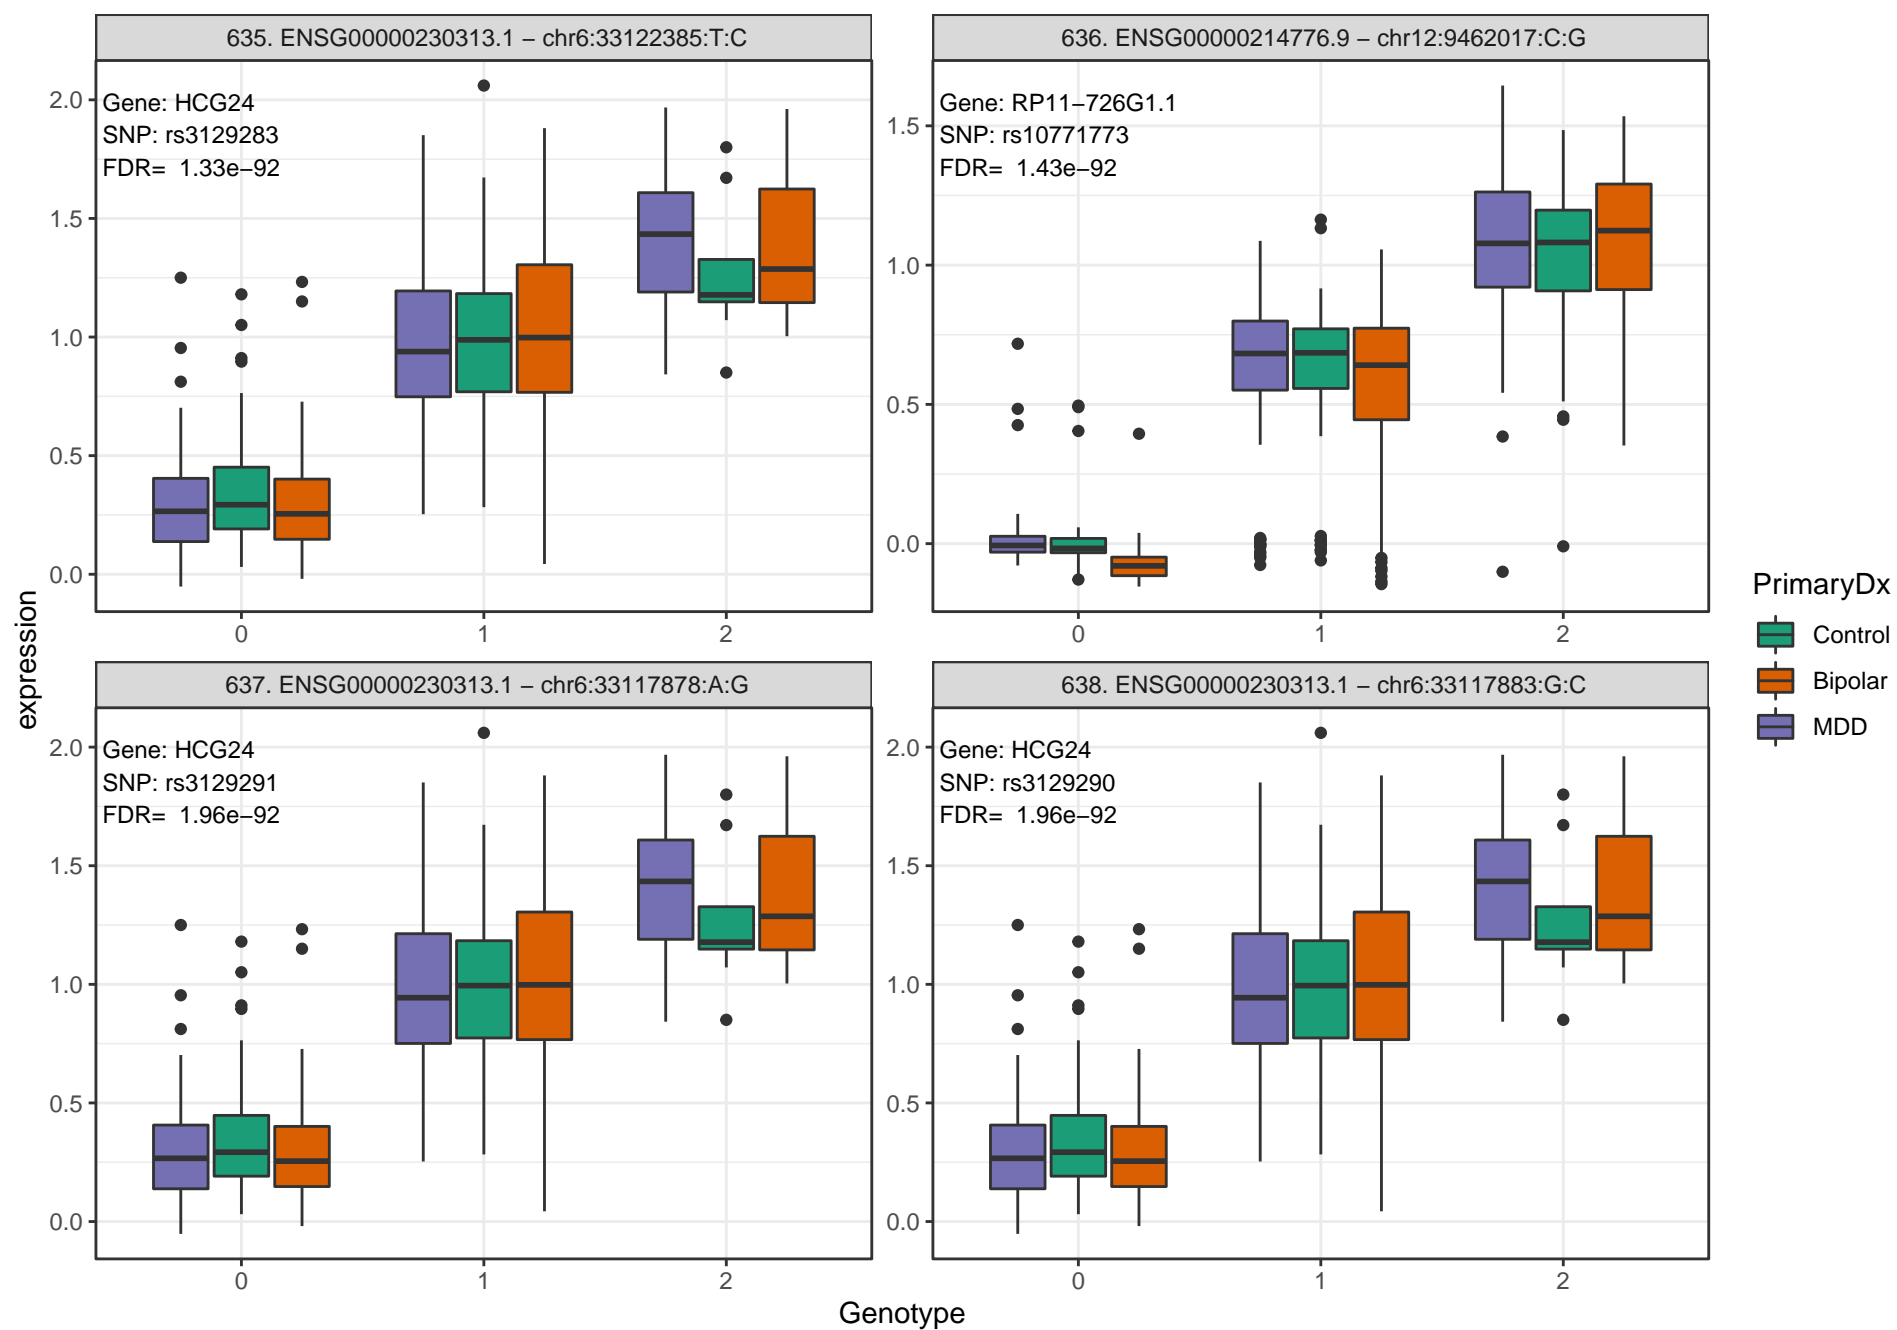 635. ENSG00000230313.1 − chr6:33122385:T:C
Gene: HCG24
SNP: rs3129283
FDR=  1.33e−92
2.0
1.5
1.0
0.5
0.0
0 1 2
636. ENSG00000214776.9 − chr12:9462017:C:G
Gene: RP11−726G1.1
SNP: rs10771773
FDR=  1.43e−92
1.5
1.0
0.5
0.0
0 1 2
637. ENSG00000230313.1 − chr6:33117878:A:G
Gene: HCG24
SNP: rs3129291
FDR=  1.96e−92
2.0
1.5
1.0
0.5
0.0
0 1 2
638. ENSG00000230313.1 − chr6:33117883:G:C
Gene: HCG24
SNP: rs3129290
FDR=  1.96e−92
2.0
1.5
1.0
0.5
0.0
0 1 2
expression
Genotype
PrimaryDx
Control
Bipolar
MDD